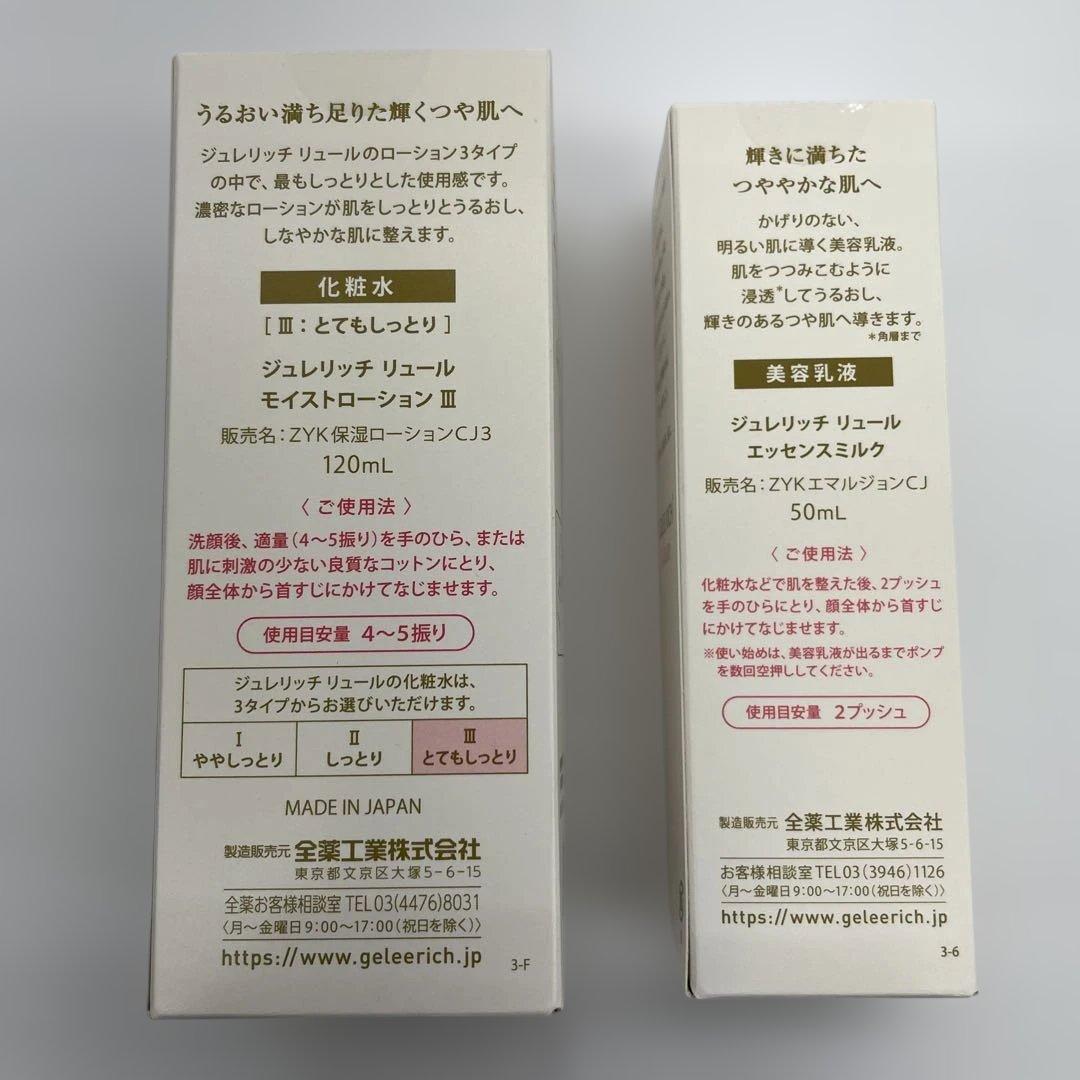 うるおい満ち足りた輝くつや肌へ
ジュレリッチ リュールのローション3タイプ
の中で、最もしっとりとした使用感です。
濃密なローションが肌をしっとりとうるおし、
しなやかな肌に整えます。
化粧水
[ Ⅲ：とてもしっとり ]
ジュレリッチ リュール
モイストローション Ⅲ
販売名：ZYK保湿ローションCJ3
120mL
〈 ご使用法 〉
洗顔後、適量（4〜5振り）を手のひら、または
肌に刺激の少ない良質なコットンにとり、
顔全体から首すじにかけてなじませます。
使用目安量 4〜5振り
ジュレリッチ リュールの化粧水は、
3タイプからお選びいただけます。
Ⅰ Ⅱ Ⅲ
ややしっとり しっとり とてもしっとり
MADE IN JAPAN
製造販売元 全薬工業株式会社
東京都文京区大塚5-6-15
全薬お客様相談室 TEL 03(4476)8031
〈月〜金曜日9:00〜17:00（祝日を除く）〉
https://www.geleerich.jp
3-F
輝きに満ちた
つややかな肌へ
かげりのない、
明るい肌に導く美容乳液。
肌をつつみこむように
浸透*してうるおし、
輝きのあるつや肌へ導きます。
*角層まで
美容乳液
ジュレリッチ リュール
エッセンスミルク
販売名：ZYKエマルジョンCJ
50mL
〈 ご使用法 〉
化粧水などで肌を整えた後、2プッシュ
を手のひらにとり、顔全体から首すじ
にかけてなじませます。
※使い始めは、美容乳液が出るまでポンプ
を数回空押ししてください。
使用目安量 2プッシュ
製造販売元 全薬工業株式会社
東京都文京区大塚5-6-15
お客様相談室 TEL 03(3946)1126
〈月〜金曜日9:00〜17:00（祝日を除く）〉
https://www.geleerich.jp
3-6